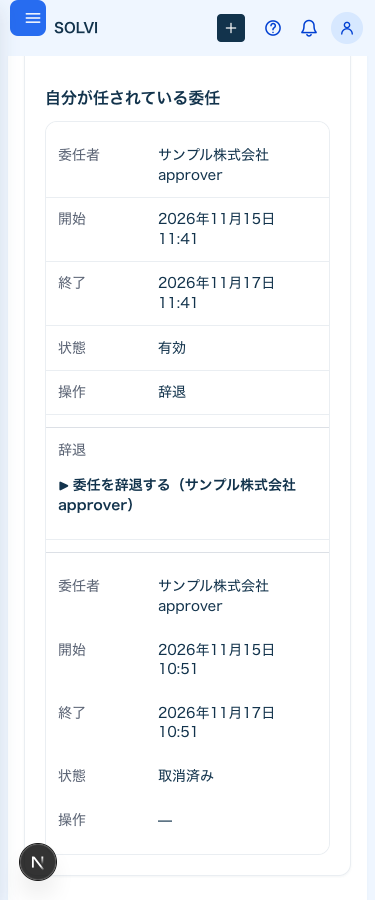 SOLVI
自分が任されている委任
委任者
サンプル株式会社
approver
開始
2026年11月15日
11:41
終了
2026年11月17日
11:41
状態
有効
操作
辞退
辞退
▶ 委任を辞退する（サンプル株式会社
approver）
委任者
サンプル株式会社
approver
開始
2026年11月15日
10:51
終了
2026年11月17日
10:51
状態
取消済み
操作
—
N